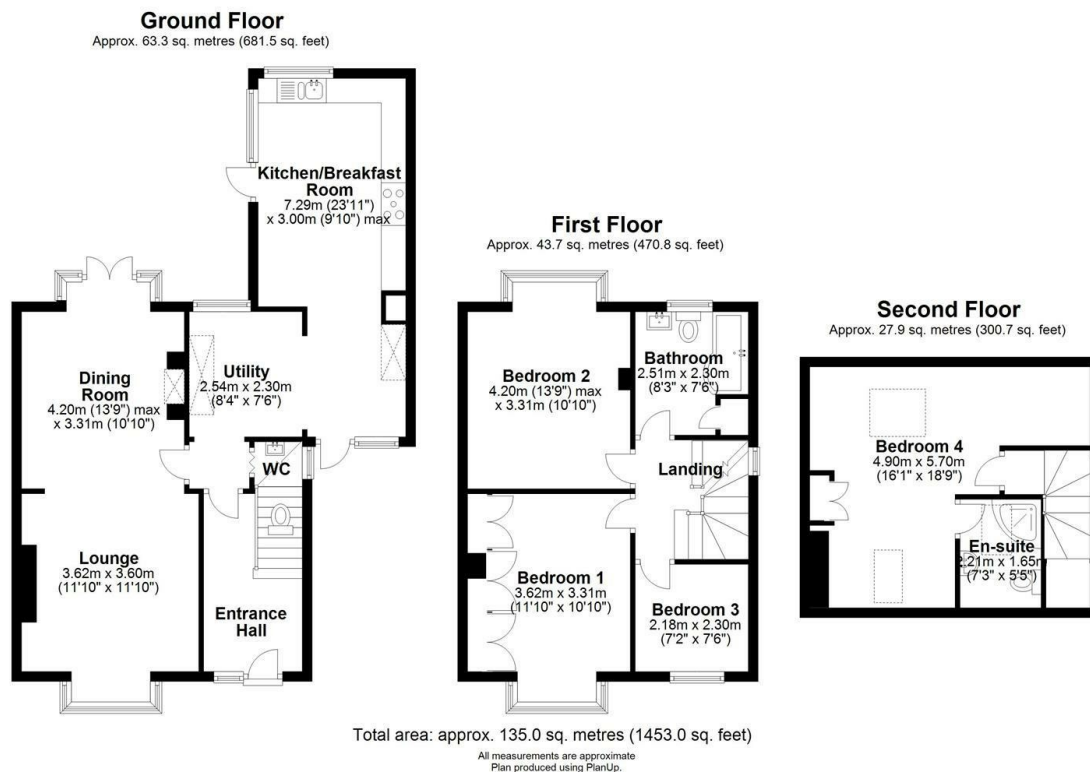 Ground Floor
Approx. 63.3 sq. metres (681.5 sq. feet)
Kitchen/Breakfast
Room
7.29m (23'11")
x 3.00m (9'10") max
Utility
2.54m x 2.30m
(8'4" x 7'6")
Dining
Room
4.20m (13'9") max
x 3.31m (10'10")
WC
Lounge
3.62m x 3.60m
(11'10" x 11'10")
Entrance
Hall
First Floor
Approx. 43.7 sq. metres (470.8 sq. feet)
Bathroom
2.51m x 2.30m
(8'3" x 7'6")
Bedroom 2
4.20m (13'9") max
x 3.31m (10'10")
Landing
Bedroom 1
3.62m x 3.31m
(11'10" x 10'10")
Bedroom 3
2.18m x 2.30m
(7'2" x 7'6")
Second Floor
Approx. 27.9 sq. metres (300.7 sq. feet)
Bedroom 4
4.90m x 5.70m
(16'1" x 18'9")
En-suite
2.21m x 1.65m
(7'3" x 5'5")
Total area: approx. 135.0 sq. metres (1453.0 sq. feet)
All measurements are approximate
Plan produced using PlanUp.